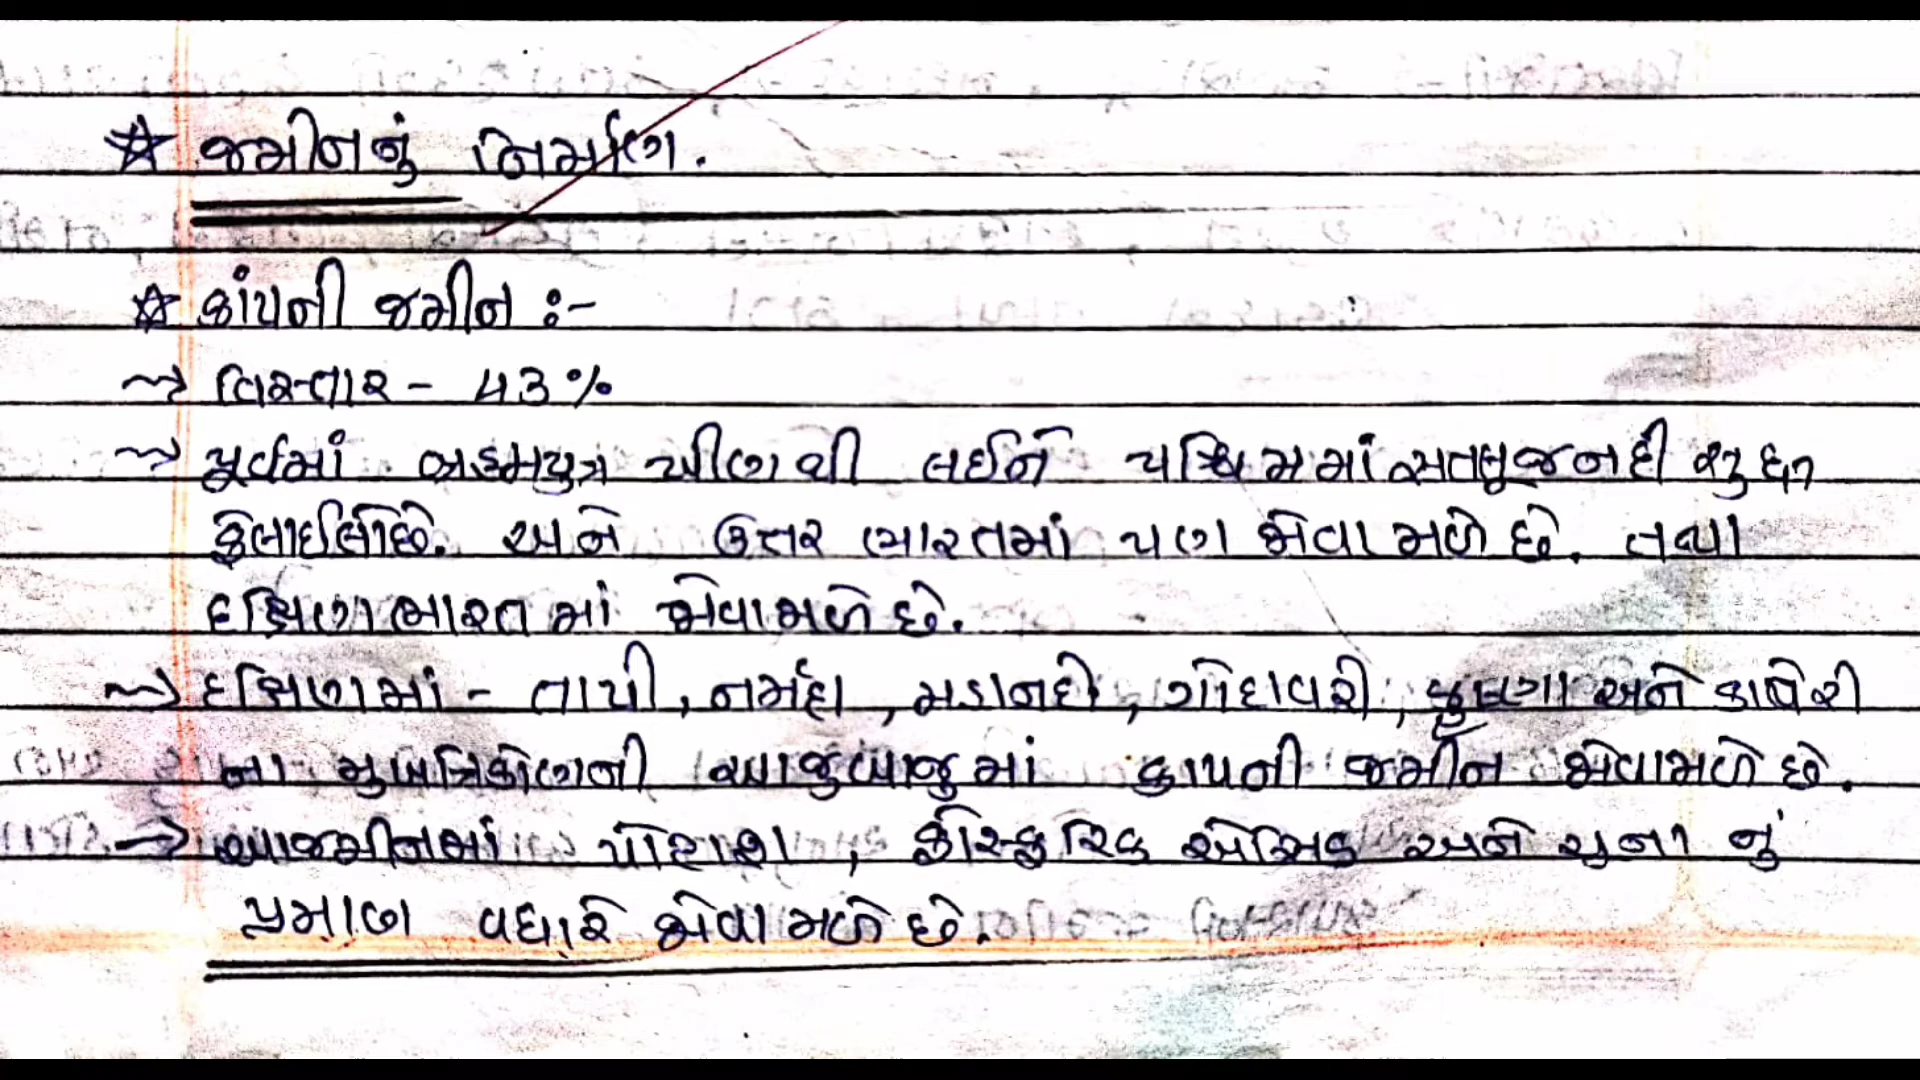 ☆ જમીનનું નિર્માણ.
☆ કાંપની જમીન :-
→ વિસ્તાર - 43%
→ પૂર્વમાં બ્રહ્મપુત્ર ખીણથી લઈને પશ્ચિમમાં સતલુજ નદી સુધી
ફેલાઈલી છે. અને ઉત્તર ભારતમાં પણ જોવા મળે છે. તથા
દક્ષિણ ભારત માં જોવા મળે છે.
→ દક્ષિણમાં - તાપી, નર્મદા, મહાનદી, ગોદાવરી, કૃષ્ણા અને કાવેરી
ના મુખત્રિકોણની આજુબાજુમાં કાપની જમીન જોવા મળે છે.
→ આ જમીનમાં પોટાશ, ફોસ્ફરિક એસિડ અને ચુના નું
પ્રમાણ વધારે જોવા મળે છે.